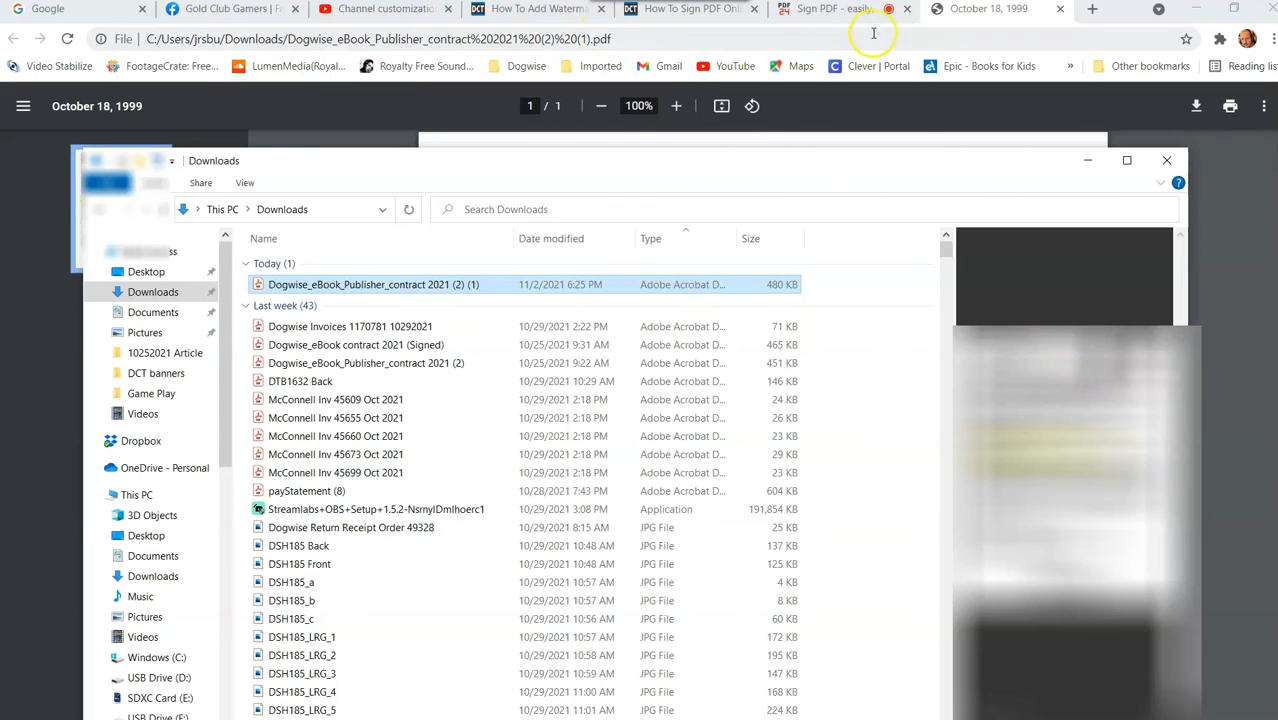 Google
Gold Club Gamers | F
Channel customizatio
How To Add Waterma
How To Sign PDF Onl
Sign PDF - easily,
October 18, 1999
File C:/Users/jrsbu/Downloads/Dogwise_eBook_Publisher_contract%202021%20(2)%20(1).pdf
Video Stabilize
FootageCrate: Free...
LumenMedia(Royal...
Royalty Free Sound...
Dogwise
Imported
Gmail
YouTube
Maps
Clever | Portal
Epic - Books for Kids
»
Other bookmarks
Reading list
October 18, 1999
1 / 1
100%
Downloads
Share
View
This PC > Downloads
Search Downloads
Name
Date modified
Type
Size
Today (1)
Dogwise_eBook_Publisher_contract 2021 (2) (1) 11/2/2021 6:25 PM Adobe Acrobat D... 480 KB
Last week (43)
Dogwise Invoices 1170781 10292021 10/29/2021 2:22 PM Adobe Acrobat D... 71 KB
Dogwise_eBook contract 2021 (Signed) 10/25/2021 9:31 AM Adobe Acrobat D... 465 KB
Dogwise_eBook_Publisher_contract 2021 (2) 10/25/2021 9:22 AM Adobe Acrobat D... 451 KB
DTB1632 Back 10/27/2021 10:29 AM Adobe Acrobat D... 146 KB
McConnell Inv 45609 Oct 2021 10/29/2021 2:18 PM Adobe Acrobat D... 24 KB
McConnell Inv 45655 Oct 2021 10/29/2021 2:18 PM Adobe Acrobat D... 26 KB
McConnell Inv 45660 Oct 2021 10/29/2021 2:18 PM Adobe Acrobat D... 23 KB
McConnell Inv 45673 Oct 2021 10/29/2021 2:18 PM Adobe Acrobat D... 29 KB
McConnell Inv 45699 Oct 2021 10/29/2021 2:18 PM Adobe Acrobat D... 23 KB
payStatement (8) 10/28/2021 7:43 PM Adobe Acrobat D... 604 KB
Streamlabs+OBS+Setup+1.5.2-NsrnyIDmlhoerc1 10/29/2021 3:08 PM Application 191,854 KB
Dogwise Return Receipt Order 49328 10/29/2021 8:15 AM JPG File 25 KB
DSH185 Back 10/29/2021 10:48 AM JPG File 137 KB
DSH185 Front 10/29/2021 10:48 AM JPG File 125 KB
DSH185_a 10/29/2021 10:57 AM JPG File 4 KB
DSH185_b 10/29/2021 10:57 AM JPG File 8 KB
DSH185_c 10/29/2021 10:56 AM JPG File 64 KB
DSH185_LRG_1 10/29/2021 10:57 AM JPG File 172 KB
DSH185_LRG_2 10/29/2021 10:58 AM JPG File 195 KB
DSH185_LRG_3 10/29/2021 10:59 AM JPG File 147 KB
DSH185_LRG_4 10/29/2021 11:00 AM JPG File 168 KB
DSH185_LRG_5 10/29/2021 11:01 AM JPG File 224 KB
Desktop
Downloads
Documents
Pictures
10252021 Article
DCT banners
Game Play
Videos
Dropbox
OneDrive - Personal
This PC
3D Objects
Desktop
Documents
Downloads
Music
Pictures
Videos
Windows (C:)
USB Drive (D:)
SDXC Card (E:)
USB Drive (F:)